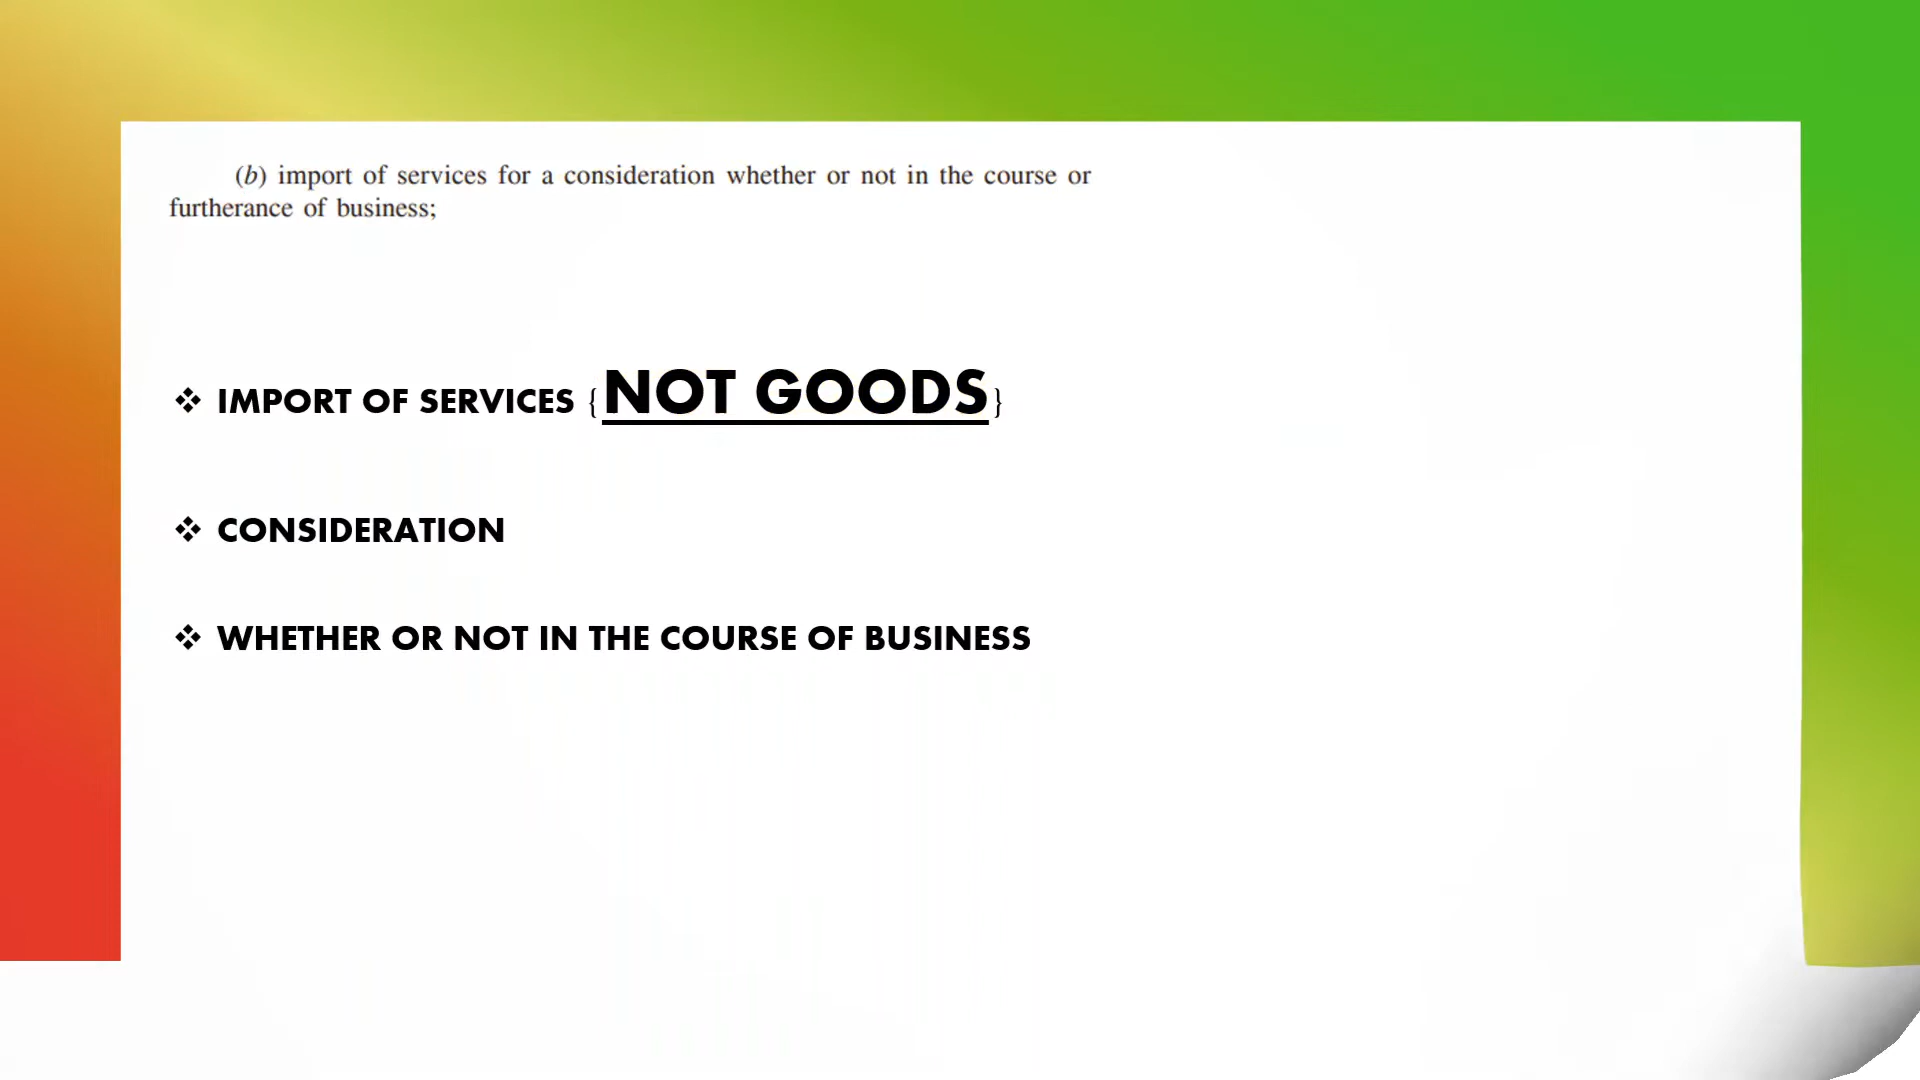 (b) import of services for a consideration whether or not in the course or
furtherance of business;
❖ IMPORT OF SERVICES {NOT GOODS}
❖ CONSIDERATION
❖ WHETHER OR NOT IN THE COURSE OF BUSINESS